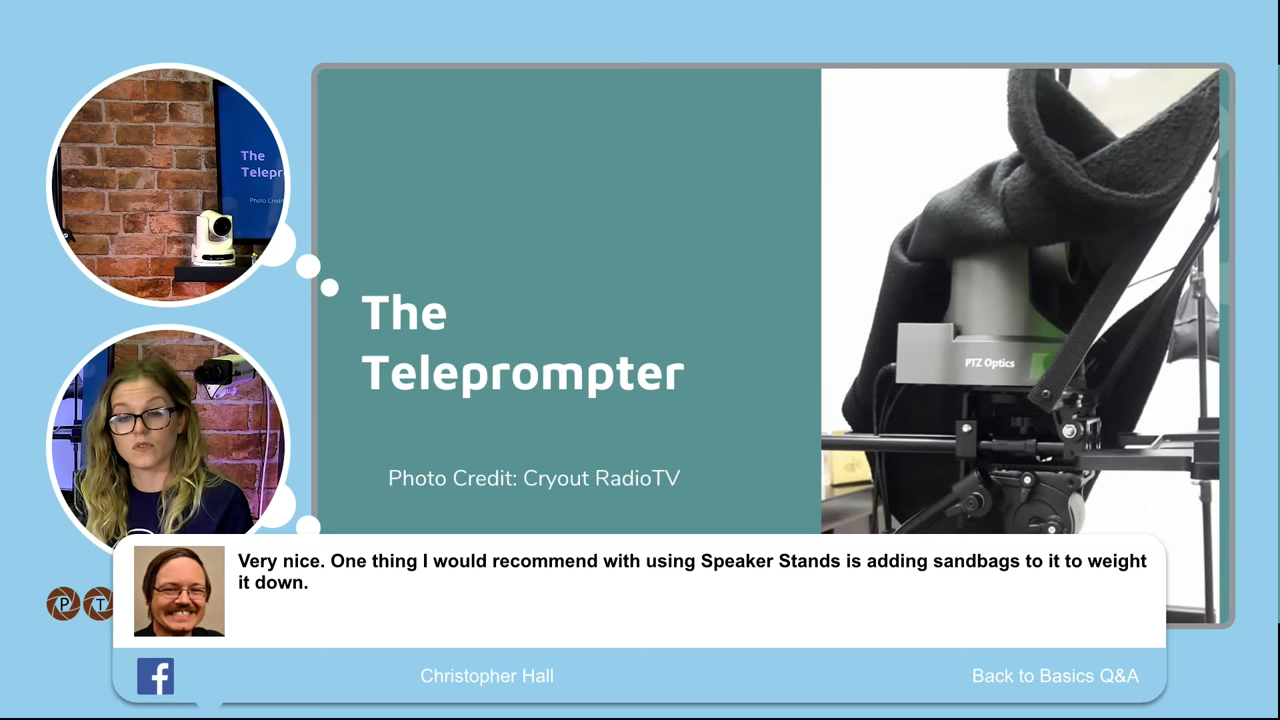 The
Telepr
Photo Credi
The
Teleprompter
Photo Credit: Cryout RadioTV
PTZ Optics
P T
Very nice. One thing I would recommend with using Speaker Stands is adding sandbags to it to weight
it down.
f
Christopher Hall
Back to Basics Q&A